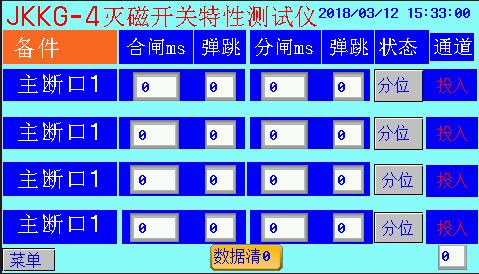 JKKG-4灭磁开关特性测试仪 2018/03/12 15:33:00
备件 合闸ms 弹跳 分闸ms 弹跳 状态 通道
主断口1 0 0 0 0 分位 投入
主断口1 0 0 0 0 分位 投入
主断口1 0 0 0 0 分位 投入
主断口1 0 0 0 0 分位 投入
菜单 数据清0 0